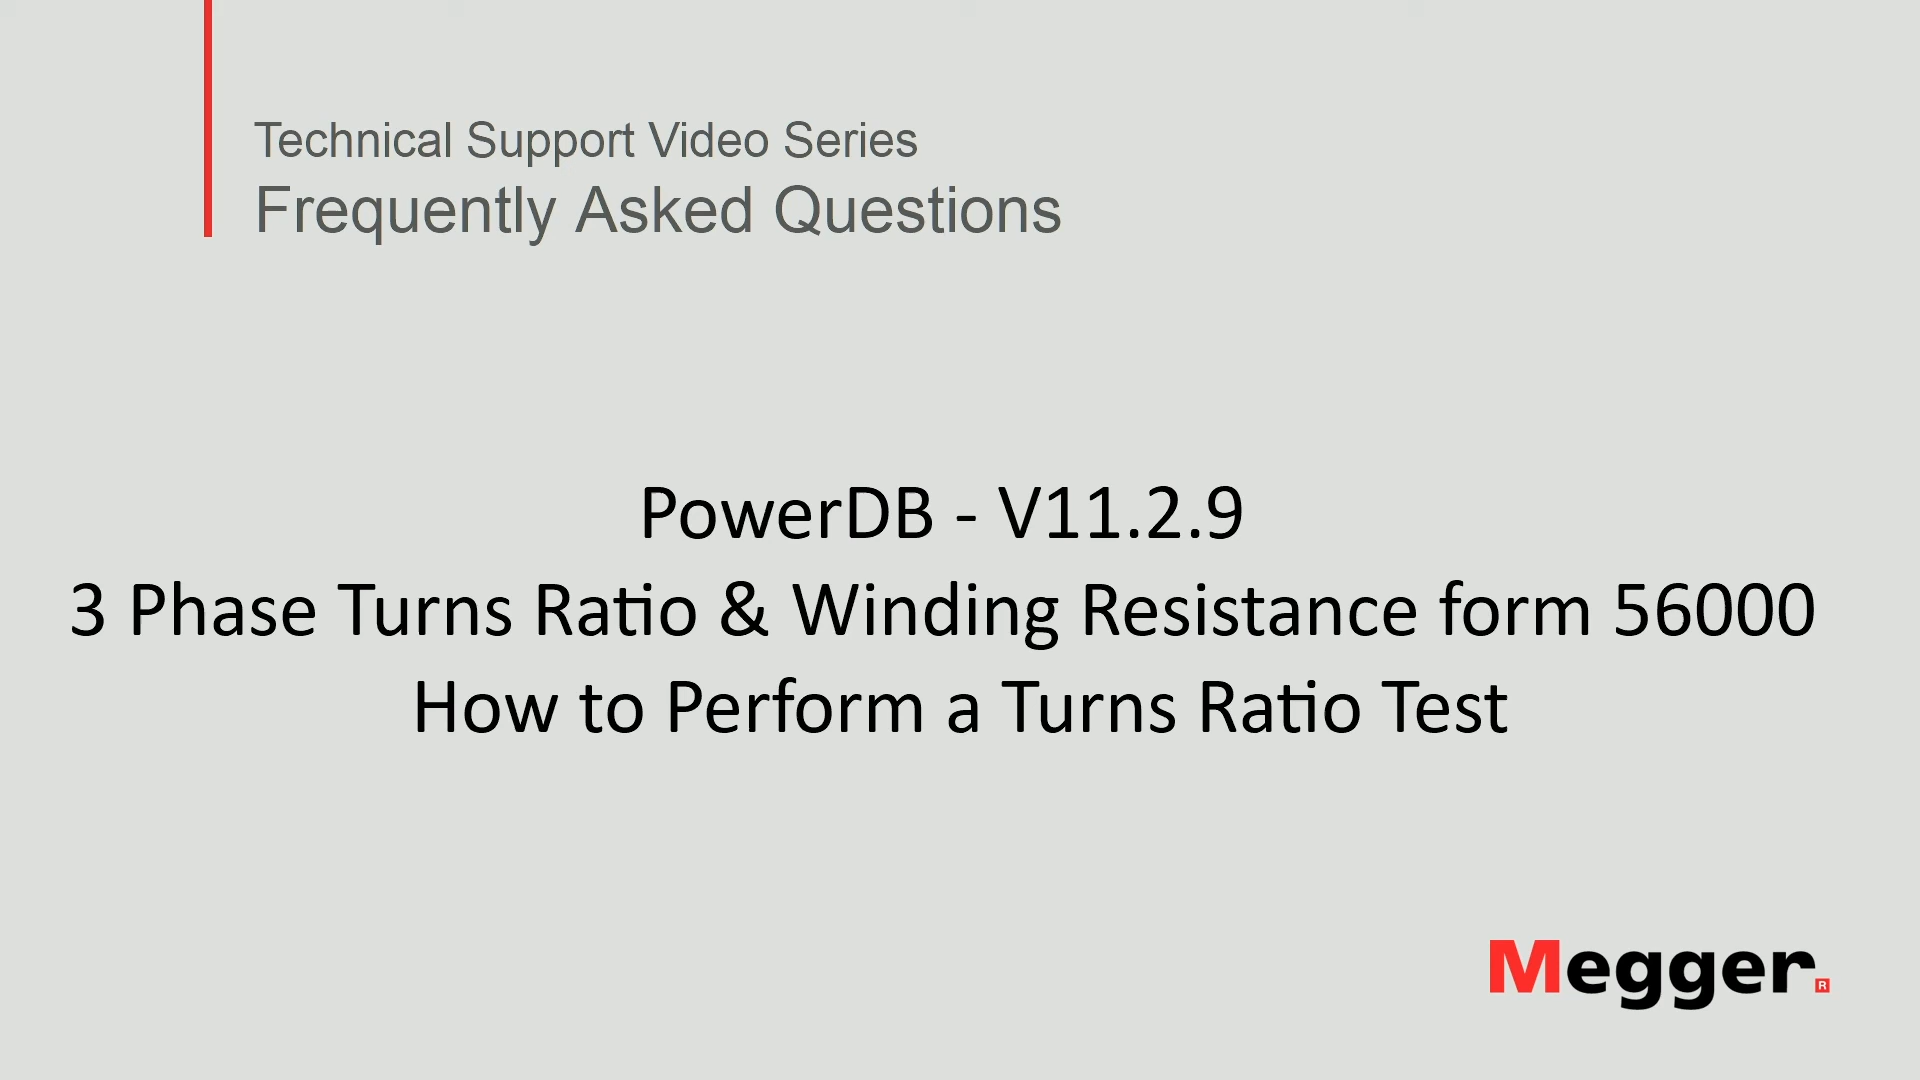 Technical Support Video Series
Frequently Asked Questions
PowerDB - V11.2.9
3 Phase Turns Ratio & Winding Resistance form 56000
How to Perform a Turns Ratio Test
Megger®